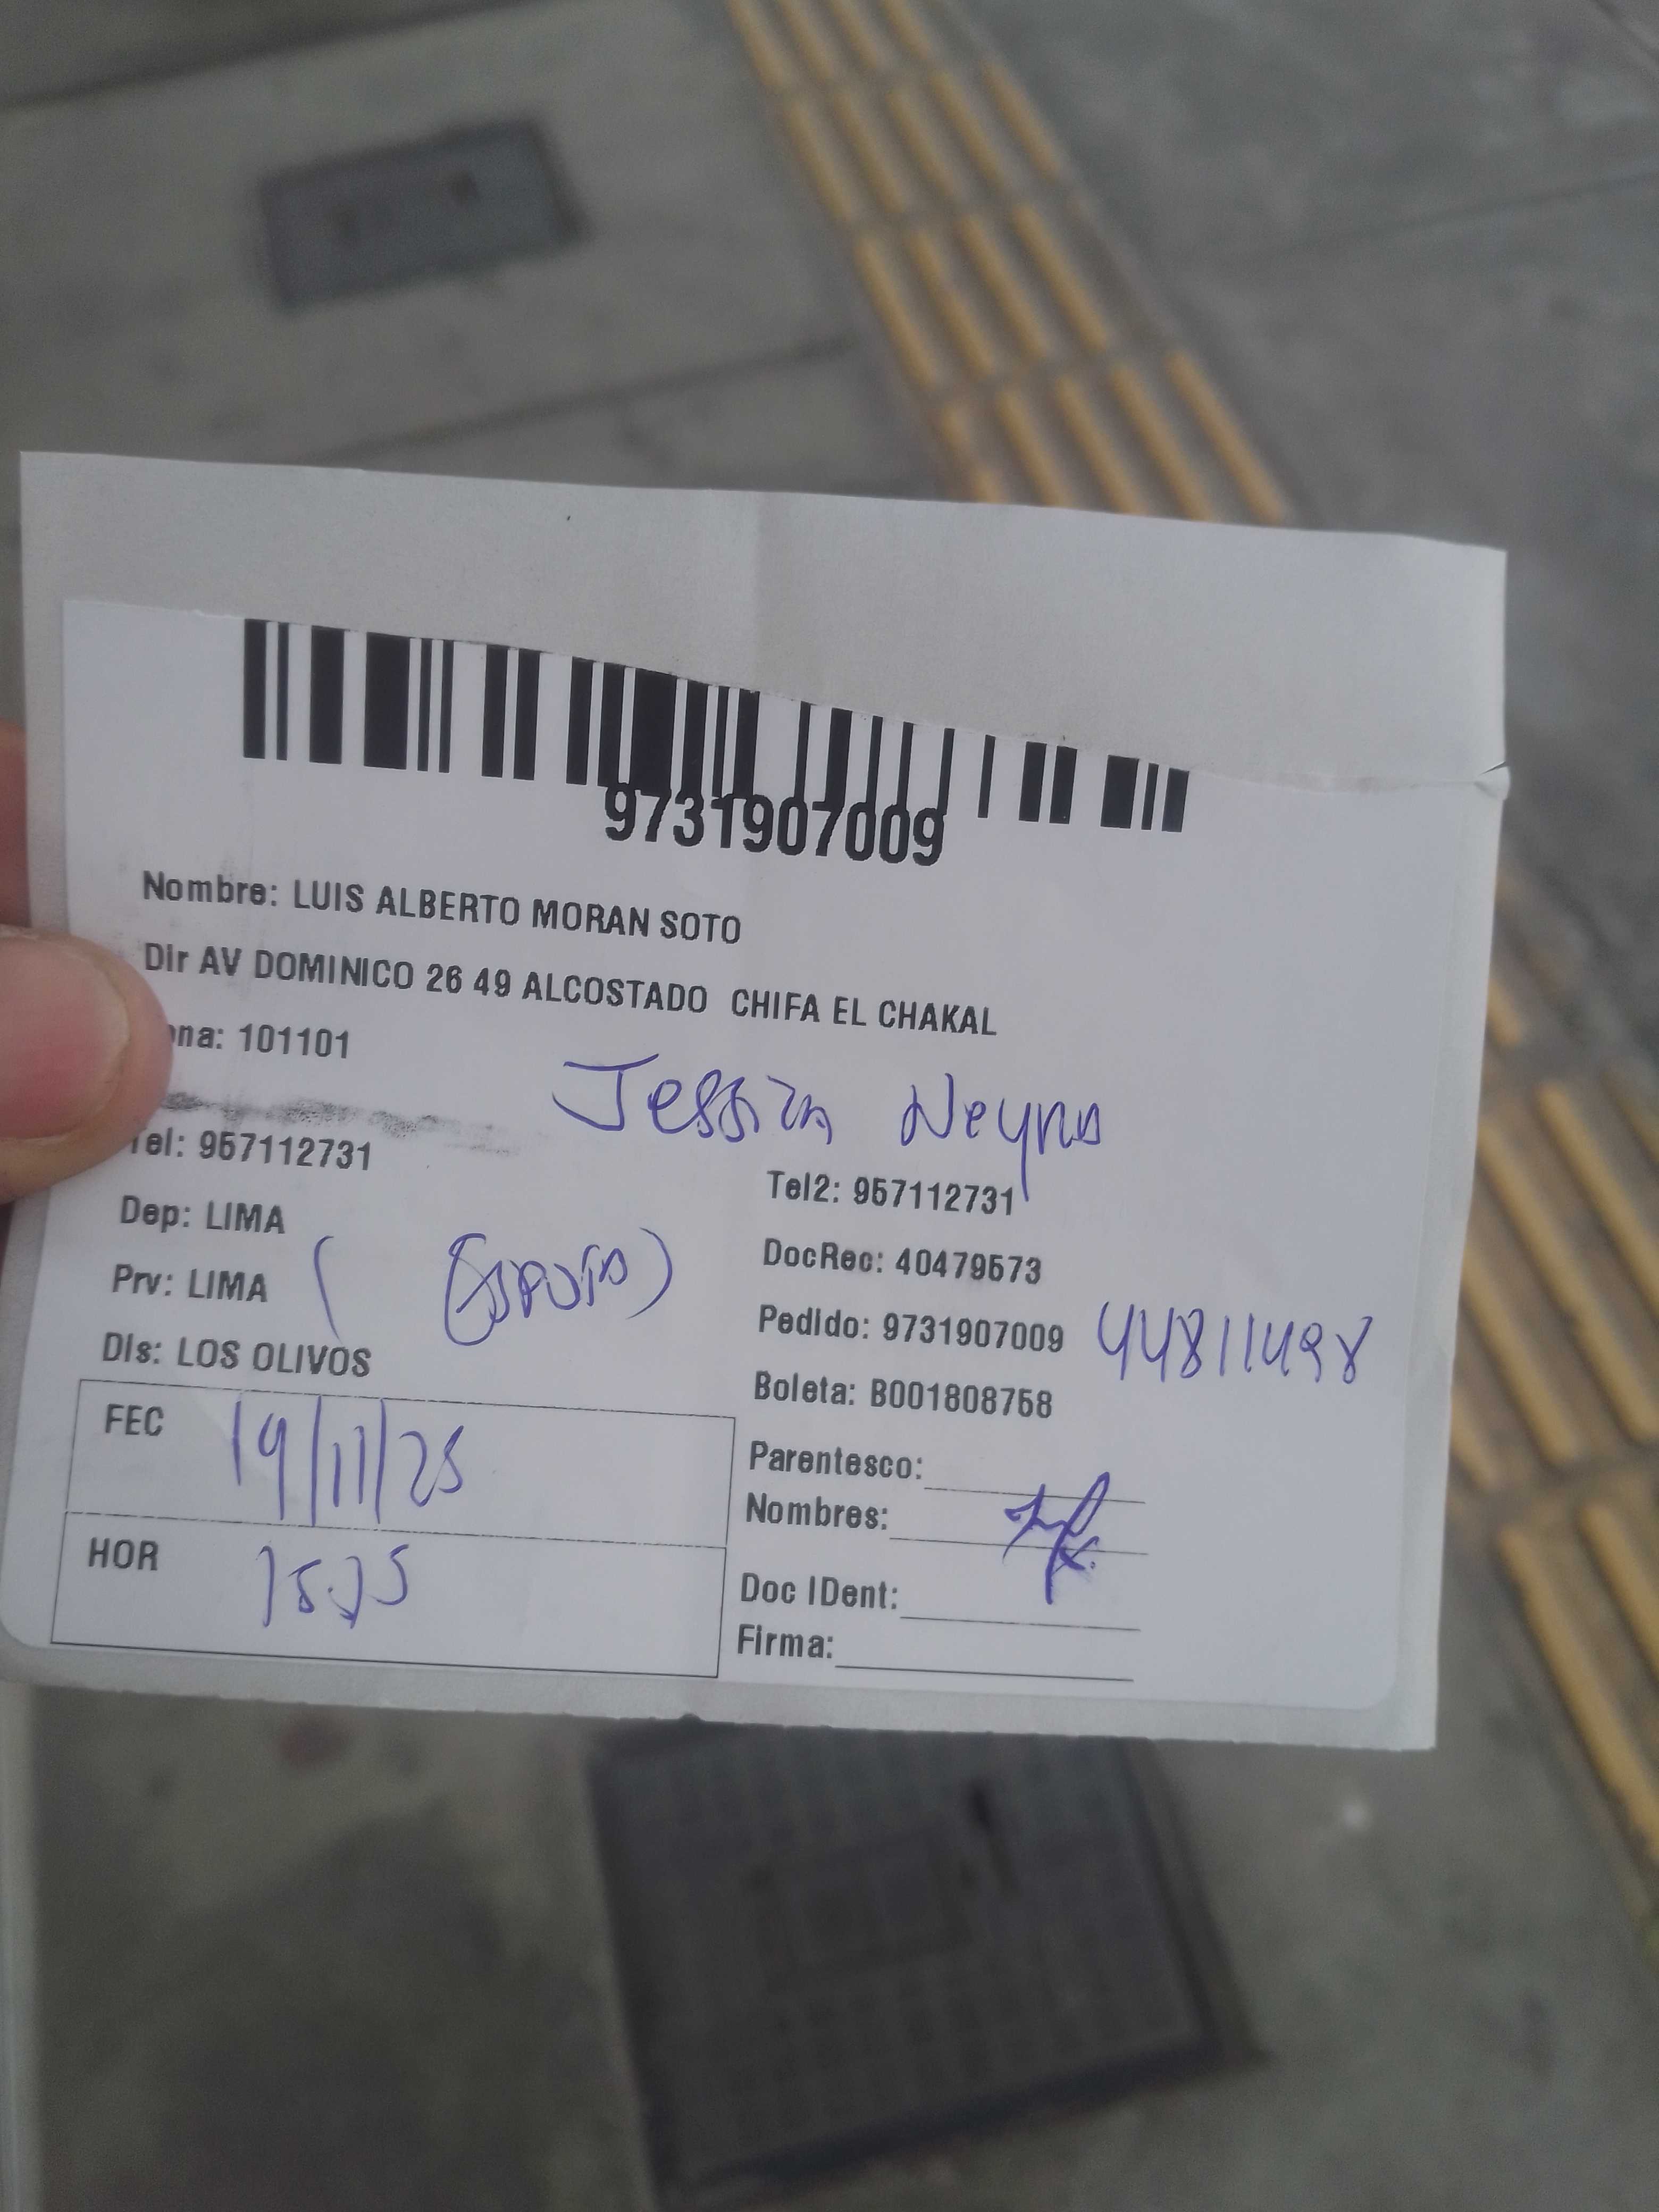 9731907009
Nombre: LUIS ALBERTO MORAN SOTO
Dir AV DOMINICO 26 49 ALCOSTADO CHIFA EL CHAKAL
na: 101101
Jessica Neyra
Tel: 957112731
Tel2: 957112731
Dep: LIMA
DocRec: 40479573
Prv: LIMA
(Esposa)
Pedido: 9731907009 44811498
Dis: LOS OLIVOS
Boleta: B001808758
FEC 19/11/25
Parentesco:
Nombres:
HOR
Doc IDent:
Firma: